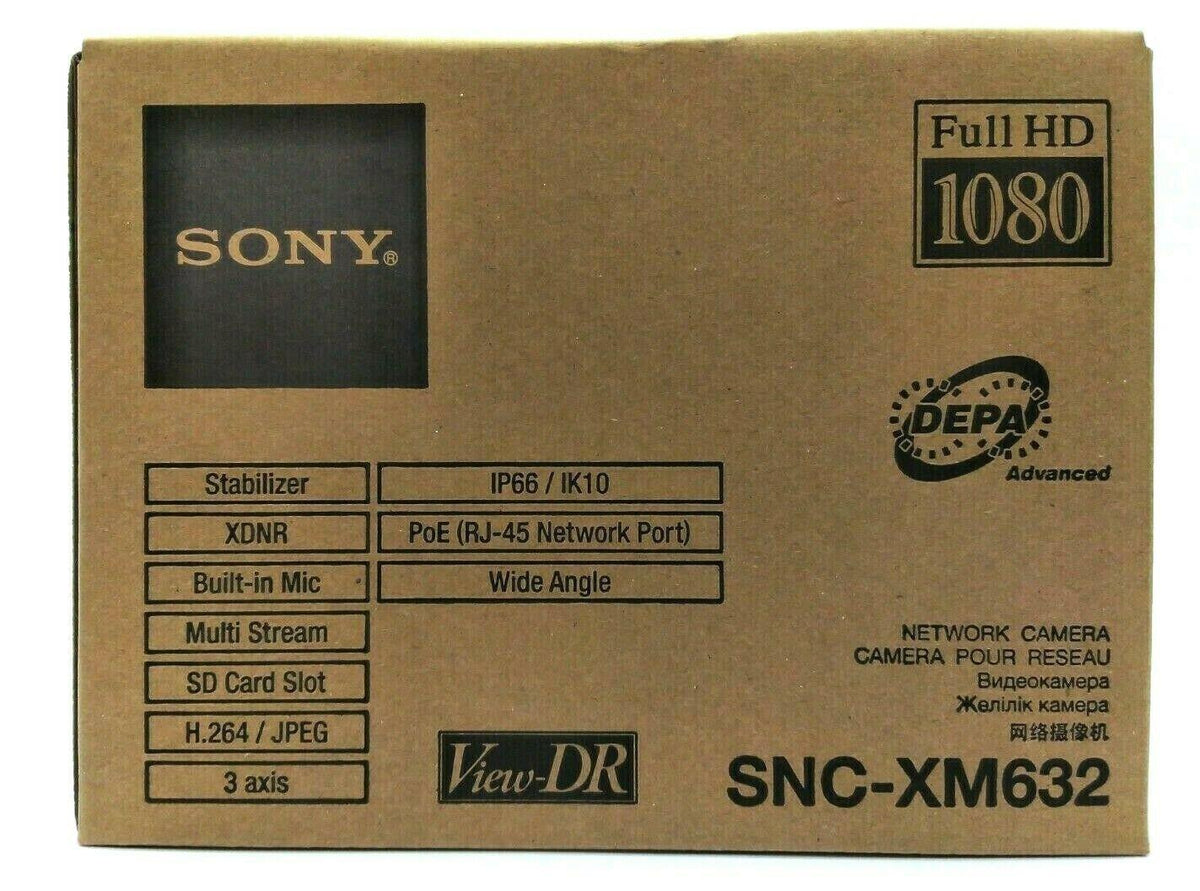 SONY®
Full HD
1080
DEPA
Advanced
Stabilizer
IP66 / IK10
XDNR
PoE (RJ-45 Network Port)
Built-in Mic
Wide Angle
Multi Stream
SD Card Slot
H.264 / JPEG
3 axis
View-DR
NETWORK CAMERA
CAMERA POUR RESEAU
Видеокамера
Желілік камера
网络摄像机
SNC-XM632